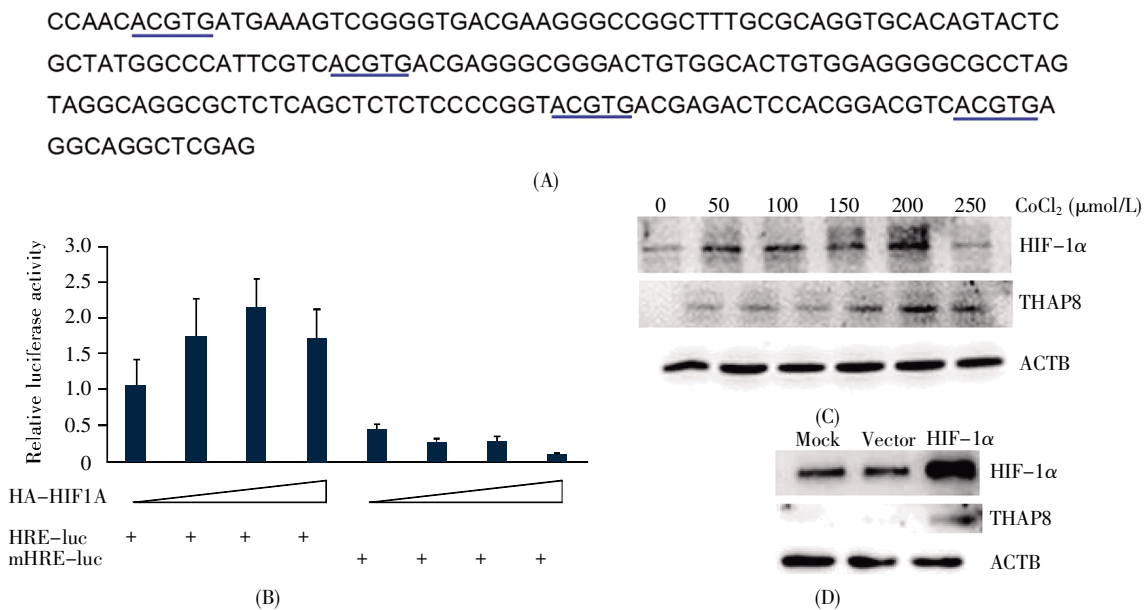 CCAACACGTGATGAAAGTCGGGGTGACGAAGGGCCGGCTTTGCGCAGGTGCACAGTACTC
GCTATGGCCCATTCGTCACGTGACGAGGGCGGGACTGTGGCACTGTGGAGGGGCGCCTAG
TAGGCAGGCGCTCTCAGCTCTCTCCCCGGTACGTGACGAGACTCCACGGACGTCACGTGA
GGCAGGCTCGAG
(A)
3.0
2.5
2.0
1.5
1.0
0.5
0
Relative luciferase activity
HA-HIF1A
HRE-luc + + + +
mHRE-luc + + + +
(B)
0 50 100 150 200 250 CoCl₂ (μmol/L)
HIF-1α
THAP8
ACTB
(C)
Mock Vector HIF-1α
HIF-1α
THAP8
ACTB
(D)